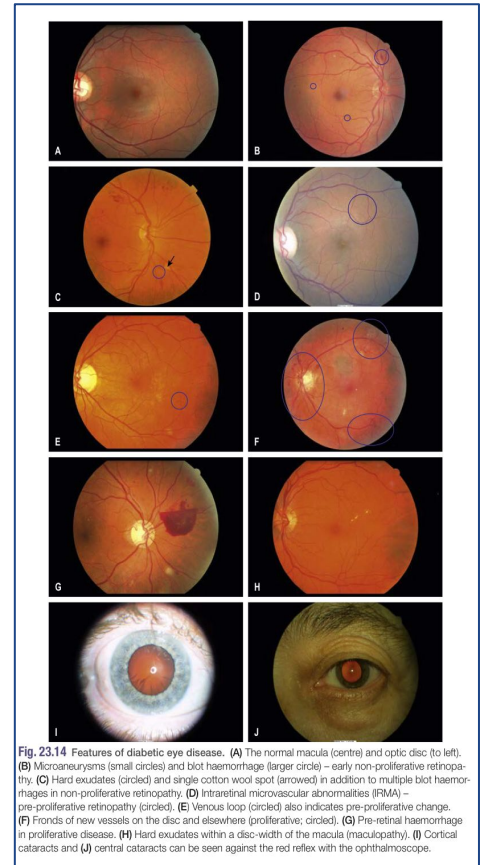 A
B
C
D
E
F
G
H
I
J
Fig. 23.14 Features of diabetic eye disease. (A) The normal macula (centre) and optic disc (to left).
(B) Microaneurysms (small circles) and blot haemorrhage (larger circle) – early non-proliferative retinopa-
thy. (C) Hard exudates (circled) and single cotton wool spot (arrowed) in addition to multiple blot haemor-
rhages in non-proliferative retinopathy. (D) Intraretinal microvascular abnormalities (IRMA) –
pre-proliferative retinopathy (circled). (E) Venous loop (circled) also indicates pre-proliferative change.
(F) Fronds of new vessels on the disc and elsewhere (proliferative; circled). (G) Pre-retinal haemorrhage
in proliferative disease. (H) Hard exudates within a disc-width of the macula (maculopathy). (I) Cortical
cataracts and (J) central cataracts can be seen against the red reflex with the ophthalmoscope.